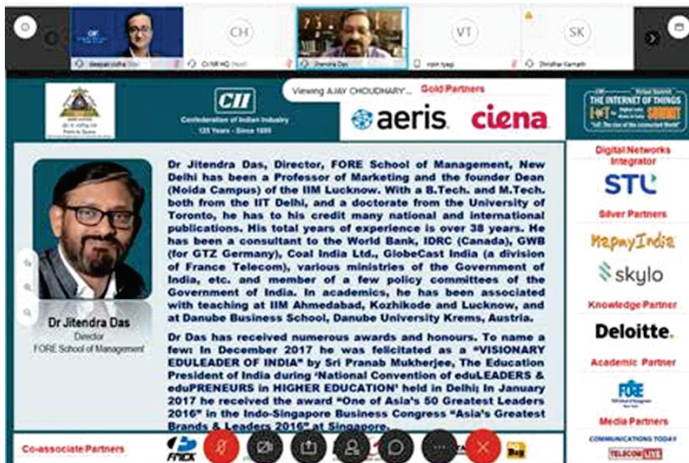 CH
VT
SK
deepak
CII NR HQ
Jitendra Das
vipin tyagi
Viewing AJAY CHOUDHARY'...
Gold Partners
CII
Confederation of Indian Industry
125 Years - Since 1895
aeris.
ciena
THE INTERNET OF THINGS
SUMMIT
Dr Jitendra Das, Director, FORE School of Management, New
Delhi has been a Professor of Marketing and the founder Dean
(Noida Campus) of the IIM Lucknow. With a B.Tech. and M.Tech.
both from the IIT Delhi, and a doctorate from the University of
Toronto, he has to his credit many national and international
publications. His total years of experience is over 38 years. He
has been a consultant to the World Bank, IDRC (Canada), GWB
(for GTZ Germany), Coal India Ltd., GlobeCast India (a division
of France Telecom), various ministries of the Government of
India, etc. and member of a few policy committees of the
Government of India. In academics, he has been associated
with teaching at IIM Ahmedabad, Kozhikode and Lucknow, and
at Danube Business School, Danube University Krems, Austria.
Dr Das has received numerous awards and honours. To name a
few: In December 2017 he was felicitated as a "VISIONARY
EDULEADER OF INDIA" by Sri Pranab Mukherjee, The Education
President of India during 'National Convention of eduLEADERS &
eduPRENEURS in HIGHER EDUCATION' held in Delhi; In January
2017 he received the award "One of Asia's 50 Greatest Leaders
2016" in the Indo-Singapore Business Congress "Asia's Greatest
Brands & Leaders 2016" at Singapore.
Dr Jitendra Das
Director
FORE School of Management
Digital Networks
Integrator
STL
Silver Partners
MapmyIndia
skylo
Knowledge Partner
Deloitte.
Academic Partner
FORE
Media Partners
COMMUNICATIONS TODAY
TELECOM LIVE
Co-associate Partners